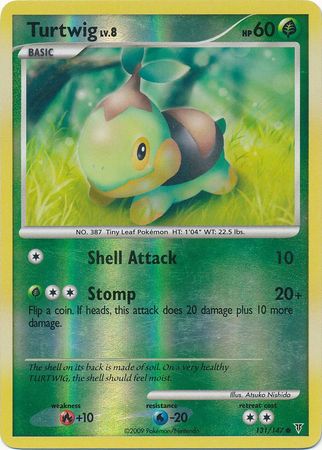 Turtwig LV.8 HP 60
BASIC
NO. 387 Tiny Leaf Pokémon HT: 1'04" WT: 22.5 lbs.
Shell Attack 10
Stomp 20+
Flip a coin. If heads, this attack does 20 damage plus 10 more
damage.
The shell on its back is made of soil. On a very healthy
TURTWIG, the shell should feel moist.
Illus. Atsuko Nishida
weakness resistance retreat cost
+10 -20
©2009 Pokémon/Nintendo
131/147